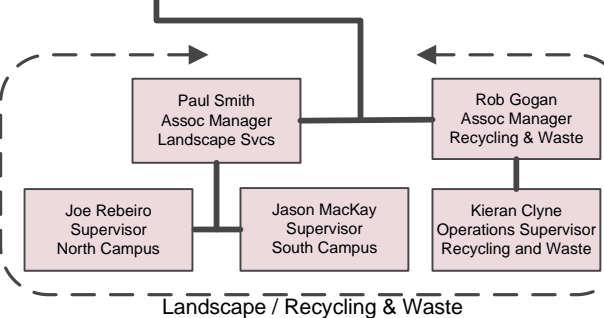 Paul Smith
Assoc Manager
Landscape Svcs
Rob Gogan
Assoc Manager
Recycling & Waste
Joe Rebeiro
Supervisor
North Campus
Jason MacKay
Supervisor
South Campus
Kieran Clyne
Operations Supervisor
Recycling and Waste
Landscape / Recycling & Waste